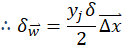 ∴ δ_w⃗ = (y_j δ / 2) Δx⃗